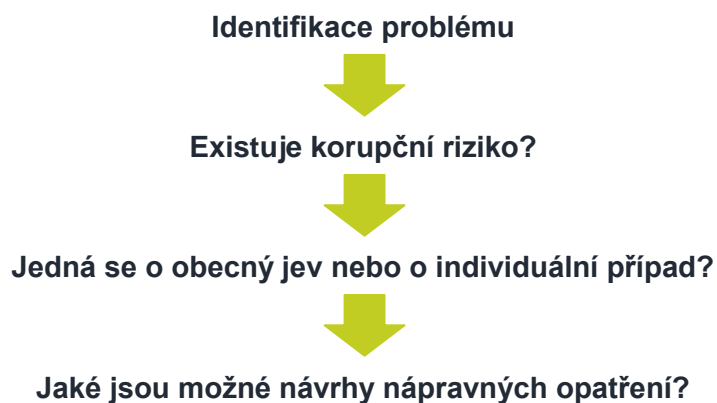 Identifikace problému
Existuje korupční riziko?
Jedná se o obecný jev nebo o individuální případ?
Jaké jsou možné návrhy nápravných opatření?